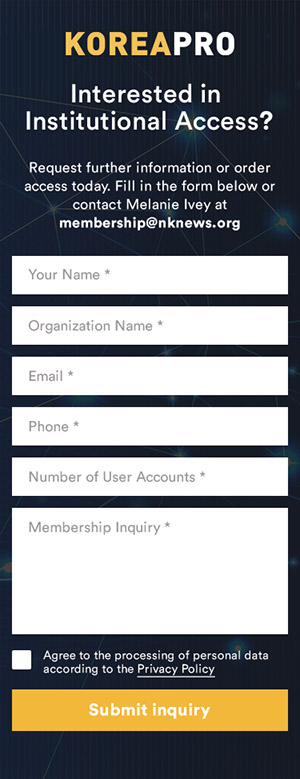 KOREAPRO
Interested in
Institutional Access?
Request further information or order
access today. Fill in the form below or
contact Melanie Ivey at
membership@nknews.org
Your Name *
Organization Name *
Email *
Phone *
Number of User Accounts *
Membership Inquiry *
Agree to the processing of personal data
according to the Privacy Policy
Submit inquiry